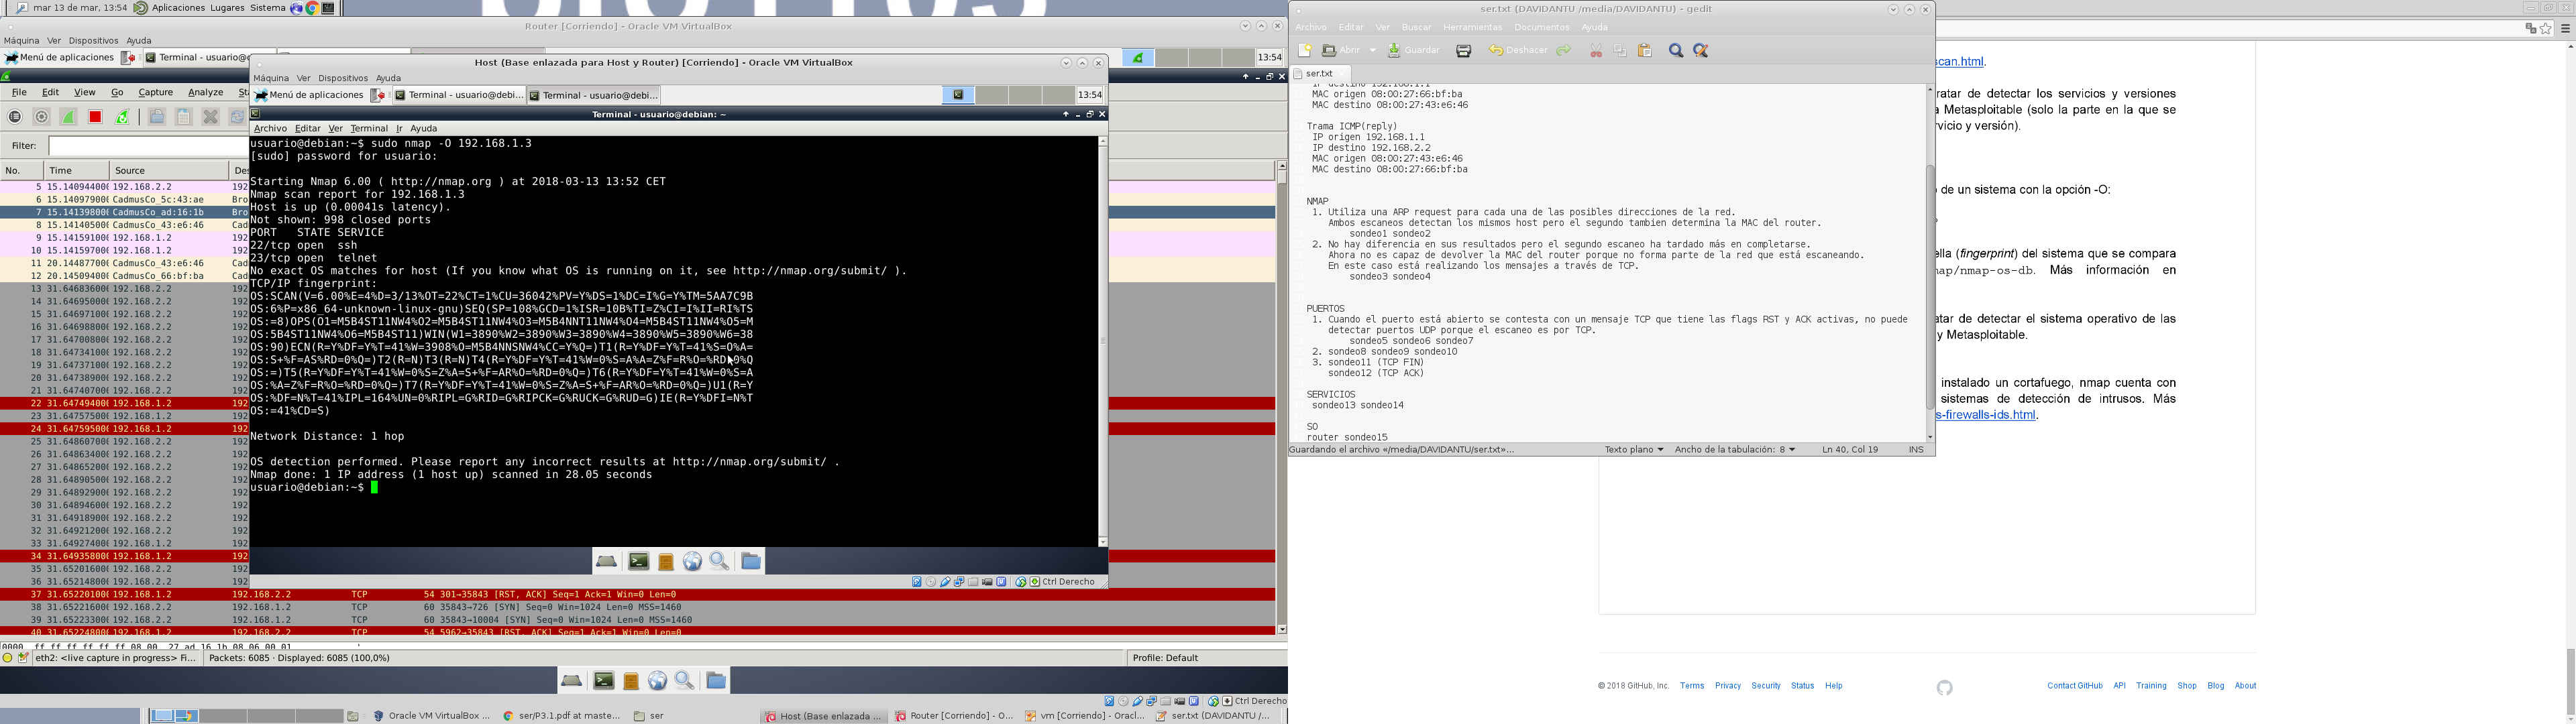 mar 13 de mar, 13:54 Aplicaciones Lugares Sistema
Router [Corriendo] - Oracle VM VirtualBox
Máquina Ver Dispositivos Ayuda
Menú de aplicaciones
13:54
File Edit View Go Capture Analyze
Filter:
No. Time Source
5 15.14094400 192.168.2.2 192
6 15.14097900 CadmusCo_5c:43:ae Bro
7 15.14139800 CadmusCo_ad:16:1b Bro
8 15.14140500 CadmusCo_43:e6:46 Cad
9 15.14159100 192.168.1.2 192
10 15.14159700 192.168.1.2 192
11 20.14487700 CadmusCo_43:e6:46 Cad
12 20.14509400 CadmusCo_66:bf:ba Cad
13 31.64683600 192.168.2.2 192
14 31.64695000 192.168.2.2 192
15 31.64697100 192.168.2.2 192
16 31.64698800 192.168.2.2 192
17 31.64700800 192.168.2.2 192
18 31.64734100 192.168.2.2 192
19 31.64737100 192.168.2.2 192
20 31.64738900 192.168.2.2 192
21 31.64740700 192.168.2.2 192
22 31.64749400 192.168.1.2 192
23 31.64757500 192.168.1.2 192
24 31.64759500 192.168.1.2 192
25 31.64860700 192.168.2.2 192
26 31.64863400 192.168.2.2 192
27 31.64865200 192.168.2.2 192
28 31.64890500 192.168.2.2 192
29 31.64892900 192.168.2.2 192
30 31.64894600 192.168.2.2 192
31 31.64918900 192.168.2.2 192
32 31.64921200 192.168.2.2 192
33 31.64927400 192.168.1.2 192
34 31.64935800 192.168.1.2 192
35 31.65201600 192.168.2.2 192
36 31.65214800 192.168.2.2 192
37 31.65220100 192.168.1.2 192.168.2.2 TCP 54 301→35843 [RST, ACK] Seq=1 Ack=1 Win=0 Len=0
38 31.65221600 192.168.2.2 192.168.1.2 TCP 60 35843→726 [SYN] Seq=0 Win=1024 Len=0 MSS=1460
39 31.65223300 192.168.2.2 192.168.1.2 TCP 60 35843→10004 [SYN] Seq=0 Win=1024 Len=0 MSS=1460
40 31.65224800 192.168.1.2 192.168.2.2 TCP 54 5962→35843 [RST, ACK] Seq=1 Ack=1 Win=0 Len=0
eth2: <live capture in progress> Fi... Packets: 6085 · Displayed: 6085 (100,0%) Profile: Default
Ctrl Derecho
Host (Base enlazada para Host y Router) [Corriendo] - Oracle VM VirtualBox
Máquina Ver Dispositivos Ayuda
Menú de aplicaciones Terminal - usuario@debi... Terminal - usuario@debi... 13:54
Terminal - usuario@debian: ~
Archivo Editar Ver Terminal Ir Ayuda
usuario@debian:~$ sudo nmap -O 192.168.1.3
[sudo] password for usuario:
Starting Nmap 6.00 ( http://nmap.org ) at 2018-03-13 13:52 CET
Nmap scan report for 192.168.1.3
Host is up (0.00041s latency).
Not shown: 998 closed ports
PORT STATE SERVICE
22/tcp open ssh
23/tcp open telnet
No exact OS matches for host (If you know what OS is running on it, see http://nmap.org/submit/ ).
TCP/IP fingerprint:
OS:SCAN(V=6.00%E=4%D=3/13%OT=22%CT=1%CU=36042%PV=Y%DS=1%DC=I%G=Y%TM=5AA7C9B
OS:6%P=x86_64-unknown-linux-gnu)SEQ(SP=108%GCD=1%ISR=10B%TI=Z%CI=I%II=RI%TS
OS:=8)OPS(O1=M5B4ST11NW4%O2=M5B4ST11NW4%O3=M5B4NNT11NW4%O4=M5B4ST11NW4%O5=M
OS:5B4ST11NW4%O6=M5B4ST11)WIN(W1=3890%W2=3890%W3=3890%W4=3890%W5=3890%W6=38
OS:90)ECN(R=Y%DF=Y%T=41%W=3908%O=M5B4NNSNW4%CC=Y%Q=)T1(R=Y%DF=Y%T=41%S=O%A=
OS:S+%F=AS%RD=0%Q=)T2(R=N)T3(R=N)T4(R=Y%DF=Y%T=41%W=0%S=A%A=Z%F=R%O=%RD=0%Q
OS:=)T5(R=Y%DF=Y%T=41%W=0%S=Z%A=S+%F=AR%O=%RD=0%Q=)T6(R=Y%DF=Y%T=41%W=0%S=A
OS:%A=Z%F=R%O=%RD=0%Q=)T7(R=Y%DF=Y%T=41%W=0%S=Z%A=S+%F=AR%O=%RD=0%Q=)U1(R=Y
OS:%DF=N%T=41%IPL=164%UN=0%RIPL=G%RID=G%RIPCK=G%RUCK=G%RUD=G)IE(R=Y%DFI=N%T
OS:=41%CD=S)
Network Distance: 1 hop
OS detection performed. Please report any incorrect results at http://nmap.org/submit/ .
Nmap done: 1 IP address (1 host up) scanned in 28.05 seconds
usuario@debian:~$
Ctrl Derecho
ser.txt (DAVIDANTU /media/DAVIDANTU) - gedit
Archivo Editar Ver Buscar Herramientas Documentos Ayuda
Abrir Guardar Deshacer
ser.txt
MAC origen 08:00:27:66:bf:ba
MAC destino 08:00:27:43:e6:46
Trama ICMP(reply)
IP origen 192.168.1.1
IP destino 192.168.2.2
MAC origen 08:00:27:43:e6:46
MAC destino 08:00:27:66:bf:ba
NMAP
1. Utiliza una ARP request para cada una de las posibles direcciones de la red.
Ambos escaneos detectan los mismos host pero el segundo tambien determina la MAC del router.
sondeo1 sondeo2
2. No hay diferencia en sus resultados pero el segundo escaneo ha tardado más en completarse.
Ahora no es capaz de devolver la MAC del router porque no forma parte de la red que está escaneando.
En este caso está realizando los mensajes a través de TCP.
sondeo3 sondeo4
PUERTOS
1. Cuando el puerto está abierto se contesta con un mensaje TCP que tiene las flags RST y ACK activas, no puede
detectar puertos UDP porque el escaneo es por TCP.
sondeo5 sondeo6 sondeo7
2. sondeo8 sondeo9 sondeo10
3. sondeo11 (TCP FIN)
sondeo12 (TCP ACK)
SERVICIOS
sondeo13 sondeo14
SO
router sondeo15
Guardando el archivo «/media/DAVIDANTU/ser.txt»... Texto plano Ancho de la tabulación: 8 Ln 40, Col 19 INS
scan.html.
ratar de detectar los servicios y versiones
a Metasploitable (solo la parte en la que se
rvicio y versión).
o de un sistema con la opción -O:
ella (fingerprint) del sistema que se compara
map/nmap-os-db. Más información en
atar de detectar el sistema operativo de las
y Metasploitable.
instalado un cortafuego, nmap cuenta con
sistemas de detección de intrusos. Más
s-firewalls-ids.html.
© 2018 GitHub, Inc. Terms Privacy Security Status Help Contact GitHub API Training Shop Blog About
Oracle VM VirtualBox ... ser/P3.1.pdf at maste... ser Host (Base enlazada ... Router [Corriendo] - O... vm [Corriendo] - Oracl... ser.txt (DAVIDANTU /...